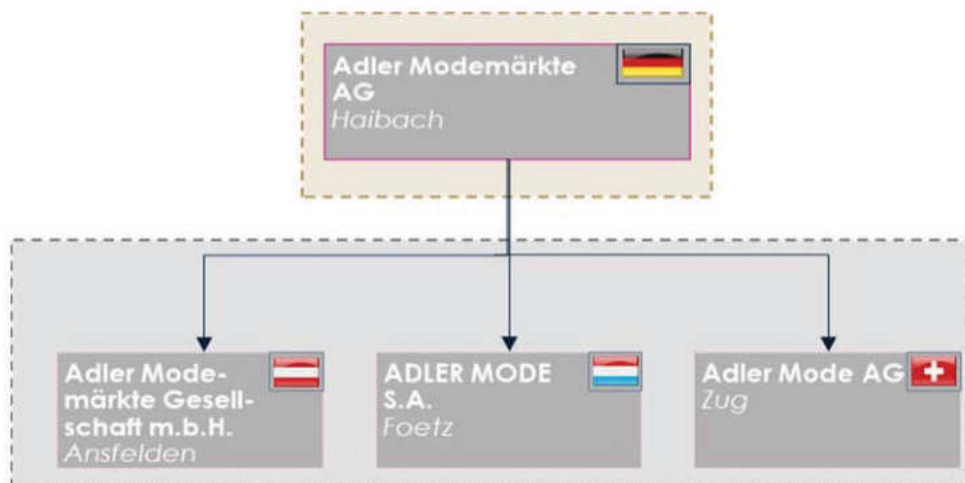 Adler Modemärkte
AG
Haibach
Adler Mode-
märkte Gesell-
schaft m.b.H.
Ansfelden
ADLER MODE
S.A.
Foetz
Adler Mode AG
Zug